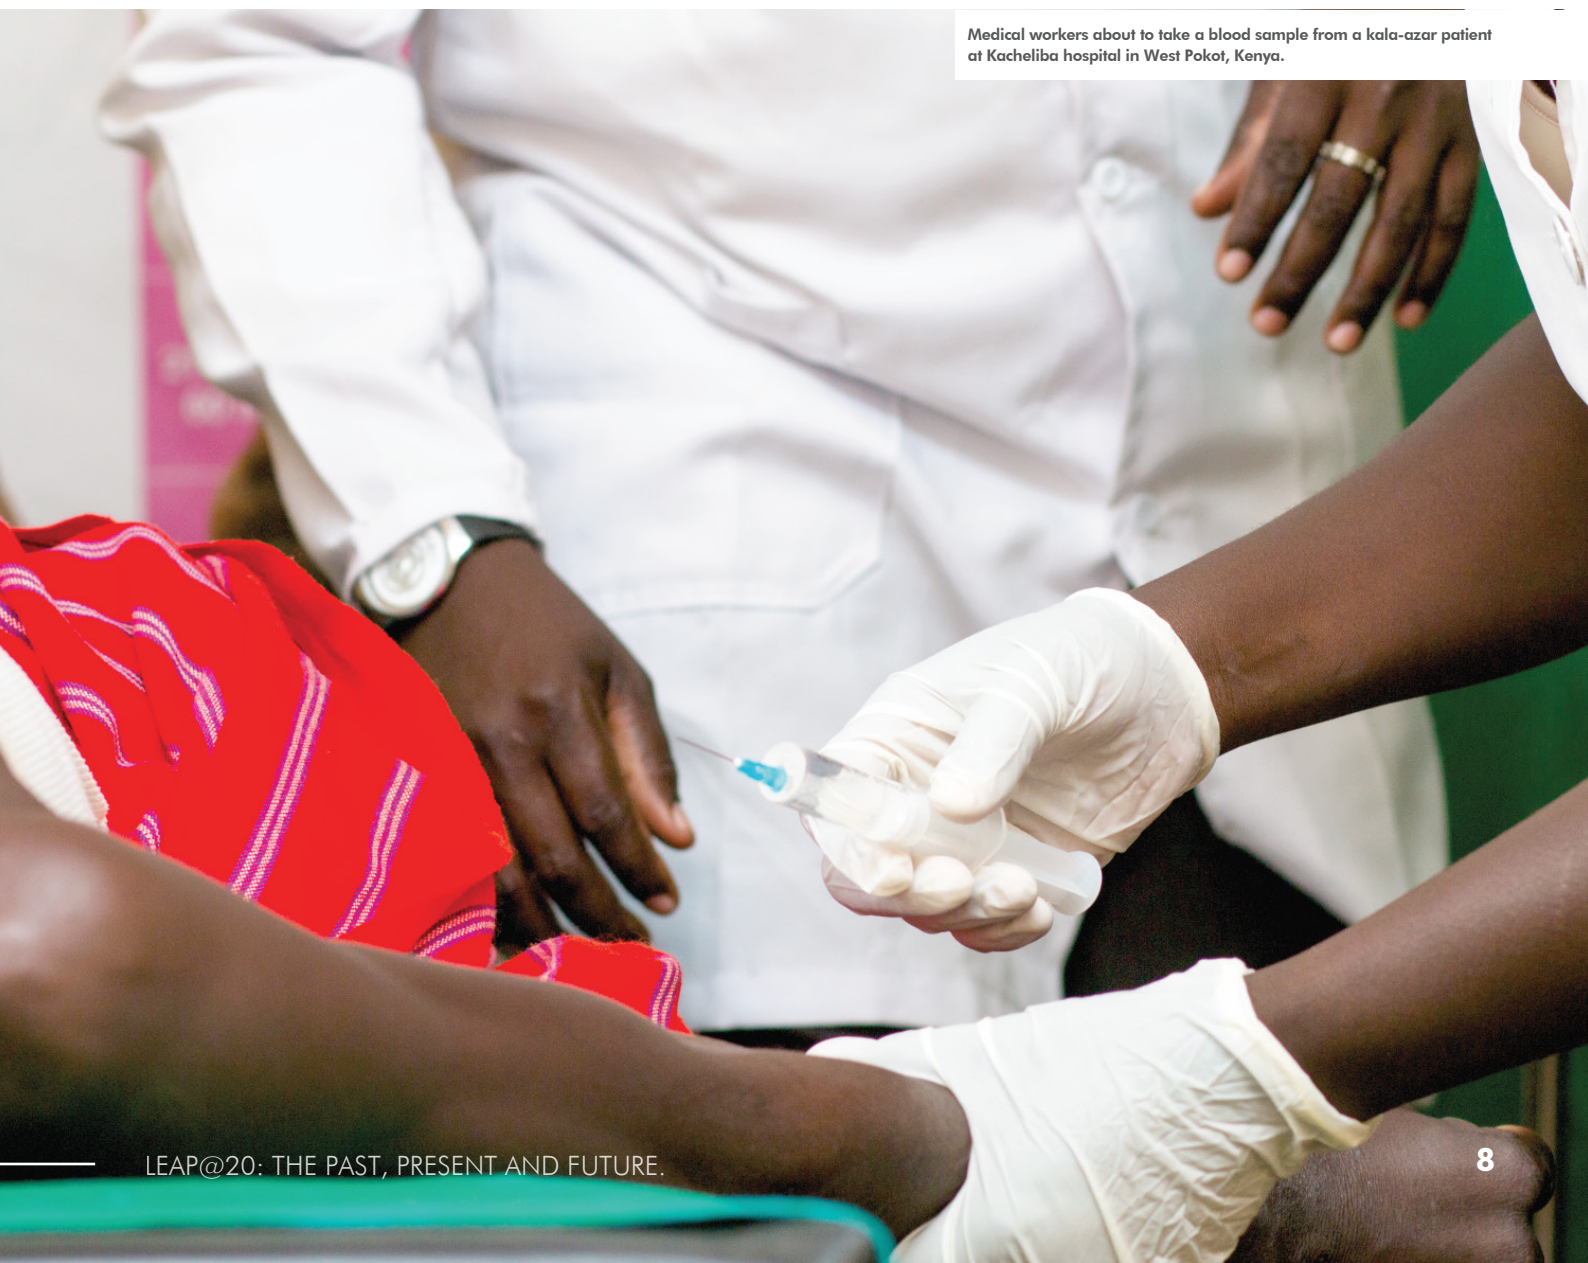 Medical workers about to take a blood sample from a kala-azar patient
at Kacheliba hospital in West Pokot, Kenya.
LEAP@20: THE PAST, PRESENT AND FUTURE.
8